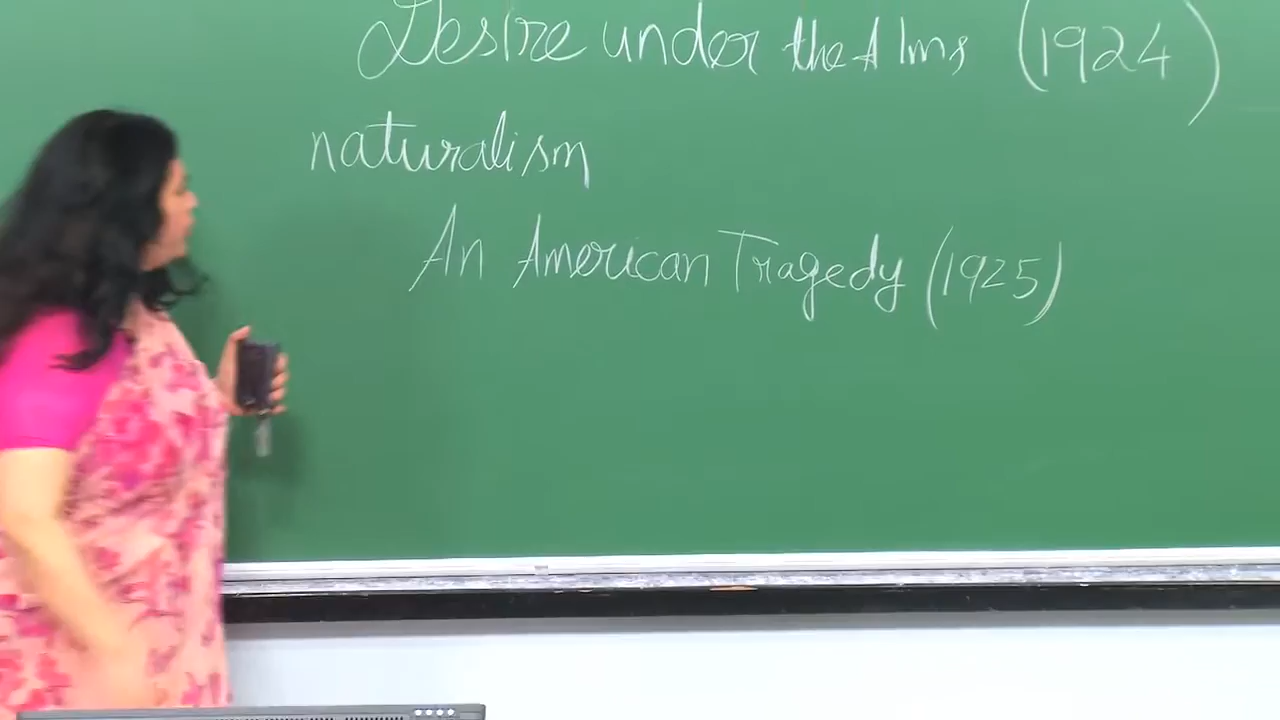 Desire under the Elms (1924)
naturalism
An American Tragedy (1925)